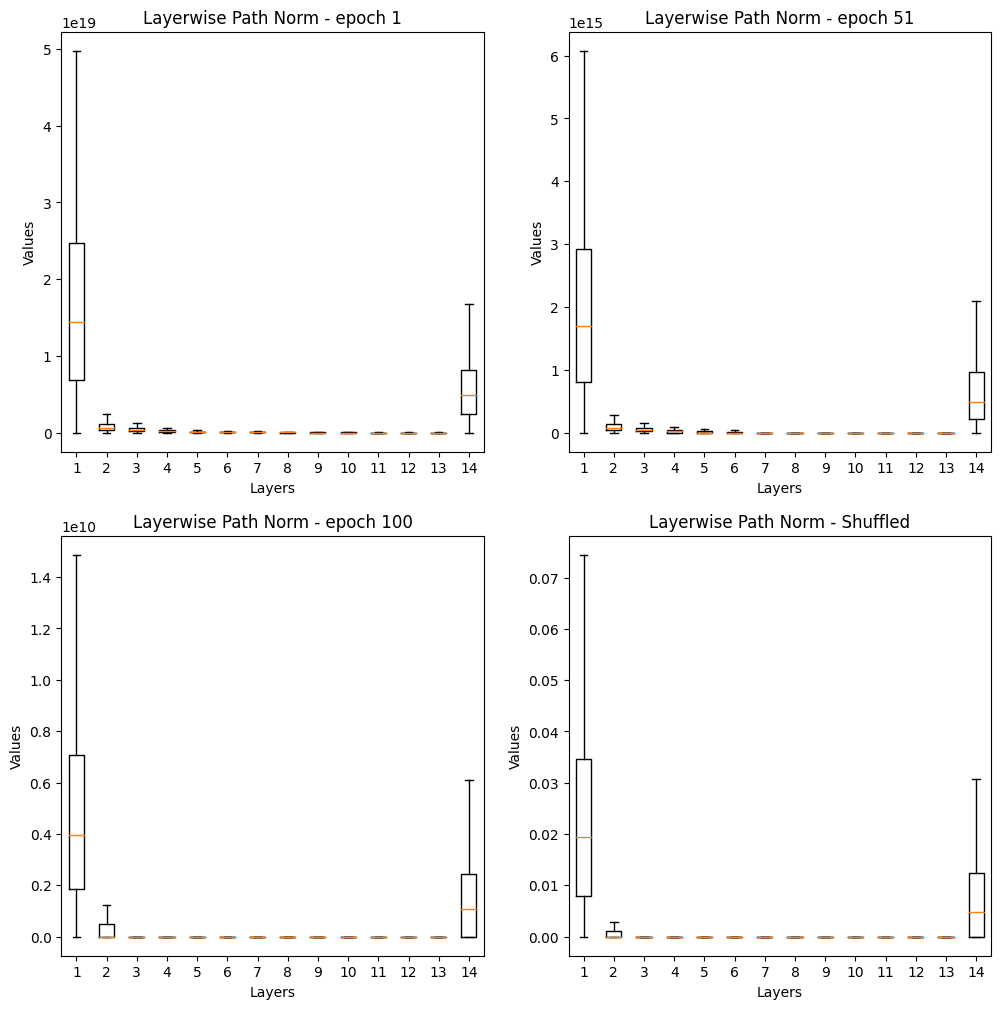 Layerwise Path Norm - epoch 1
1e19
5
4
3
2
1
0
Values
1 2 3 4 5 6 7 8 9 10 11 12 13 14
Layers
Layerwise Path Norm - epoch 51
1e15
6
5
4
3
2
1
0
Values
1 2 3 4 5 6 7 8 9 10 11 12 13 14
Layers
Layerwise Path Norm - epoch 100
1e10
1.4
1.2
1.0
0.8
0.6
0.4
0.2
0.0
Values
1 2 3 4 5 6 7 8 9 10 11 12 13 14
Layers
Layerwise Path Norm - Shuffled
0.07
0.06
0.05
0.04
0.03
0.02
0.01
0.00
Values
1 2 3 4 5 6 7 8 9 10 11 12 13 14
Layers